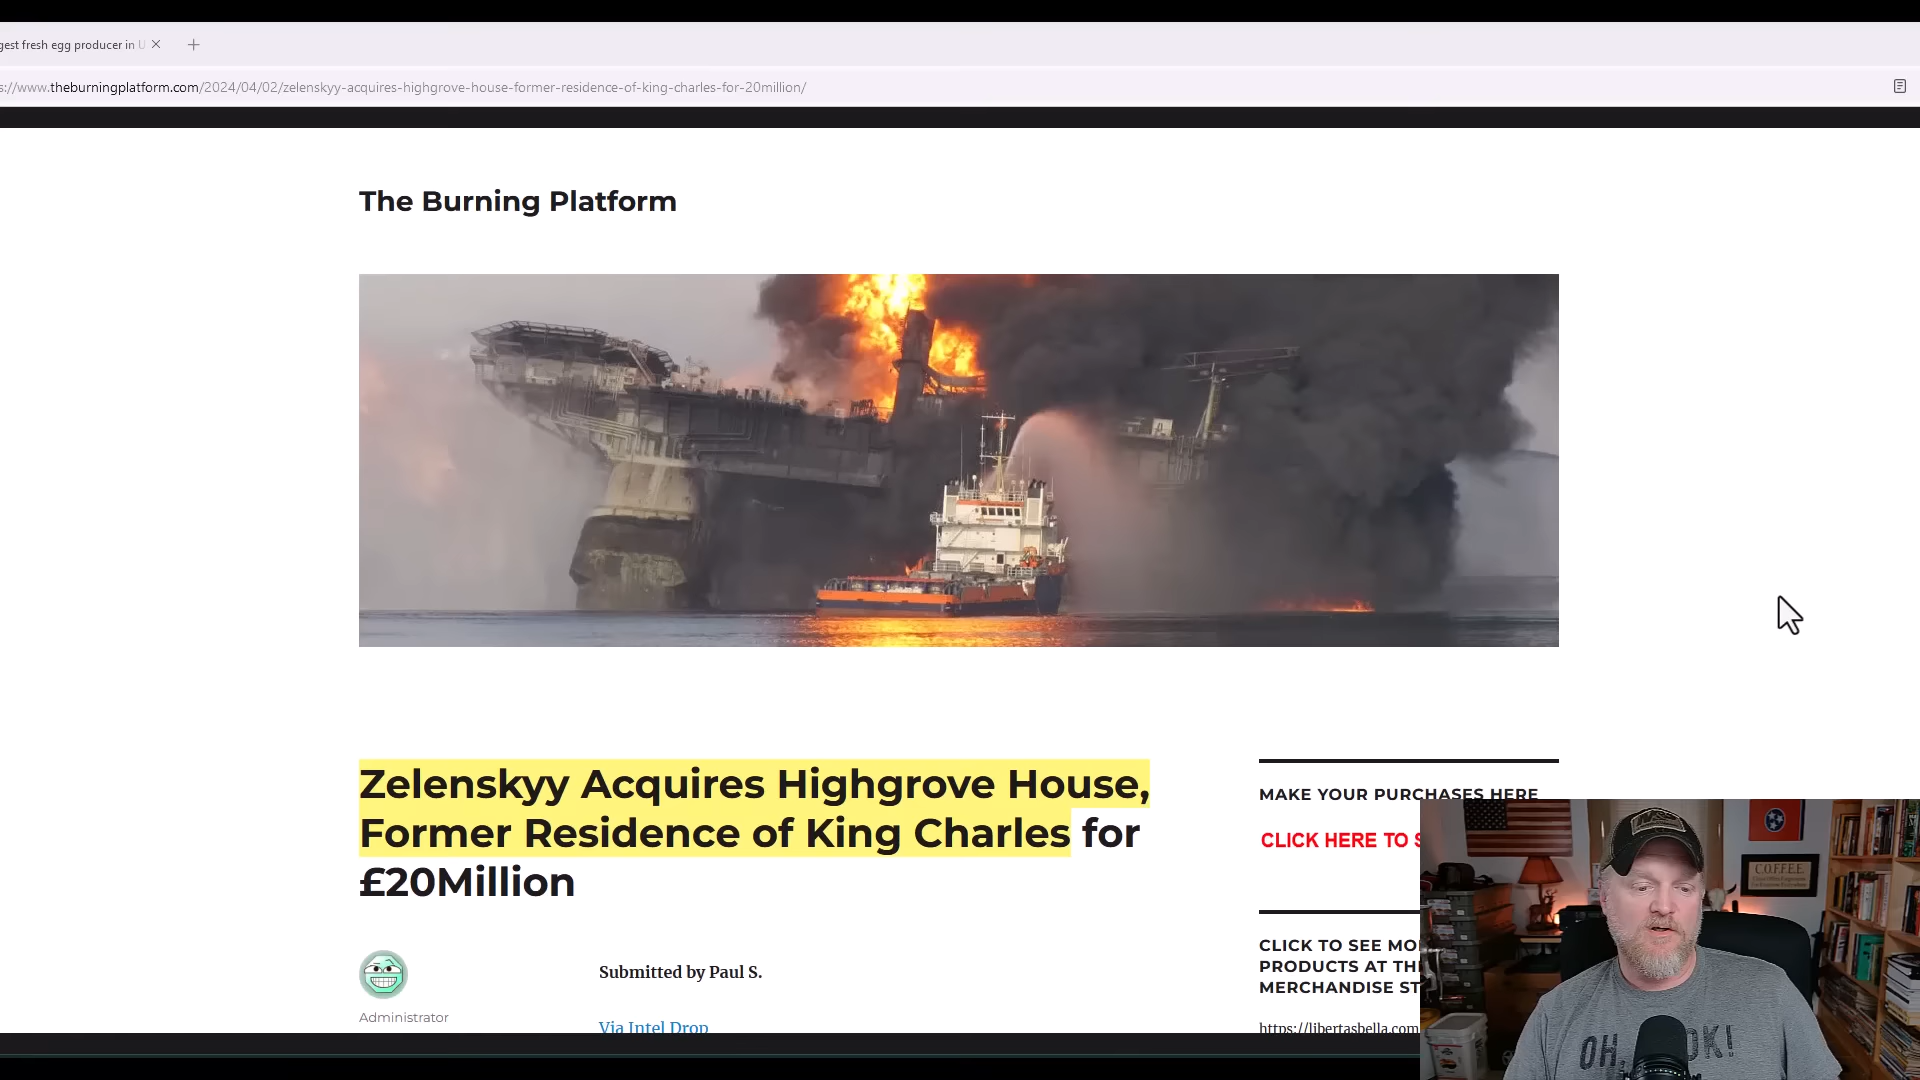 gest fresh egg producer in U
s://www.theburningplatform.com/2024/04/02/zelenskyy-acquires-highgrove-house-former-residence-of-king-charles-for-20million/
The Burning Platform
Zelenskyy Acquires Highgrove House,
Former Residence of King Charles for
£20Million
Administrator
Submitted by Paul S.
Via Intel Drop
MAKE YOUR PURCHASES HERE
CLICK HERE TO S
CLICK TO SEE MO
PRODUCTS AT TH
MERCHANDISE ST
https://libertasbella.com
C.O.F.F.E.E.
OH, OK!